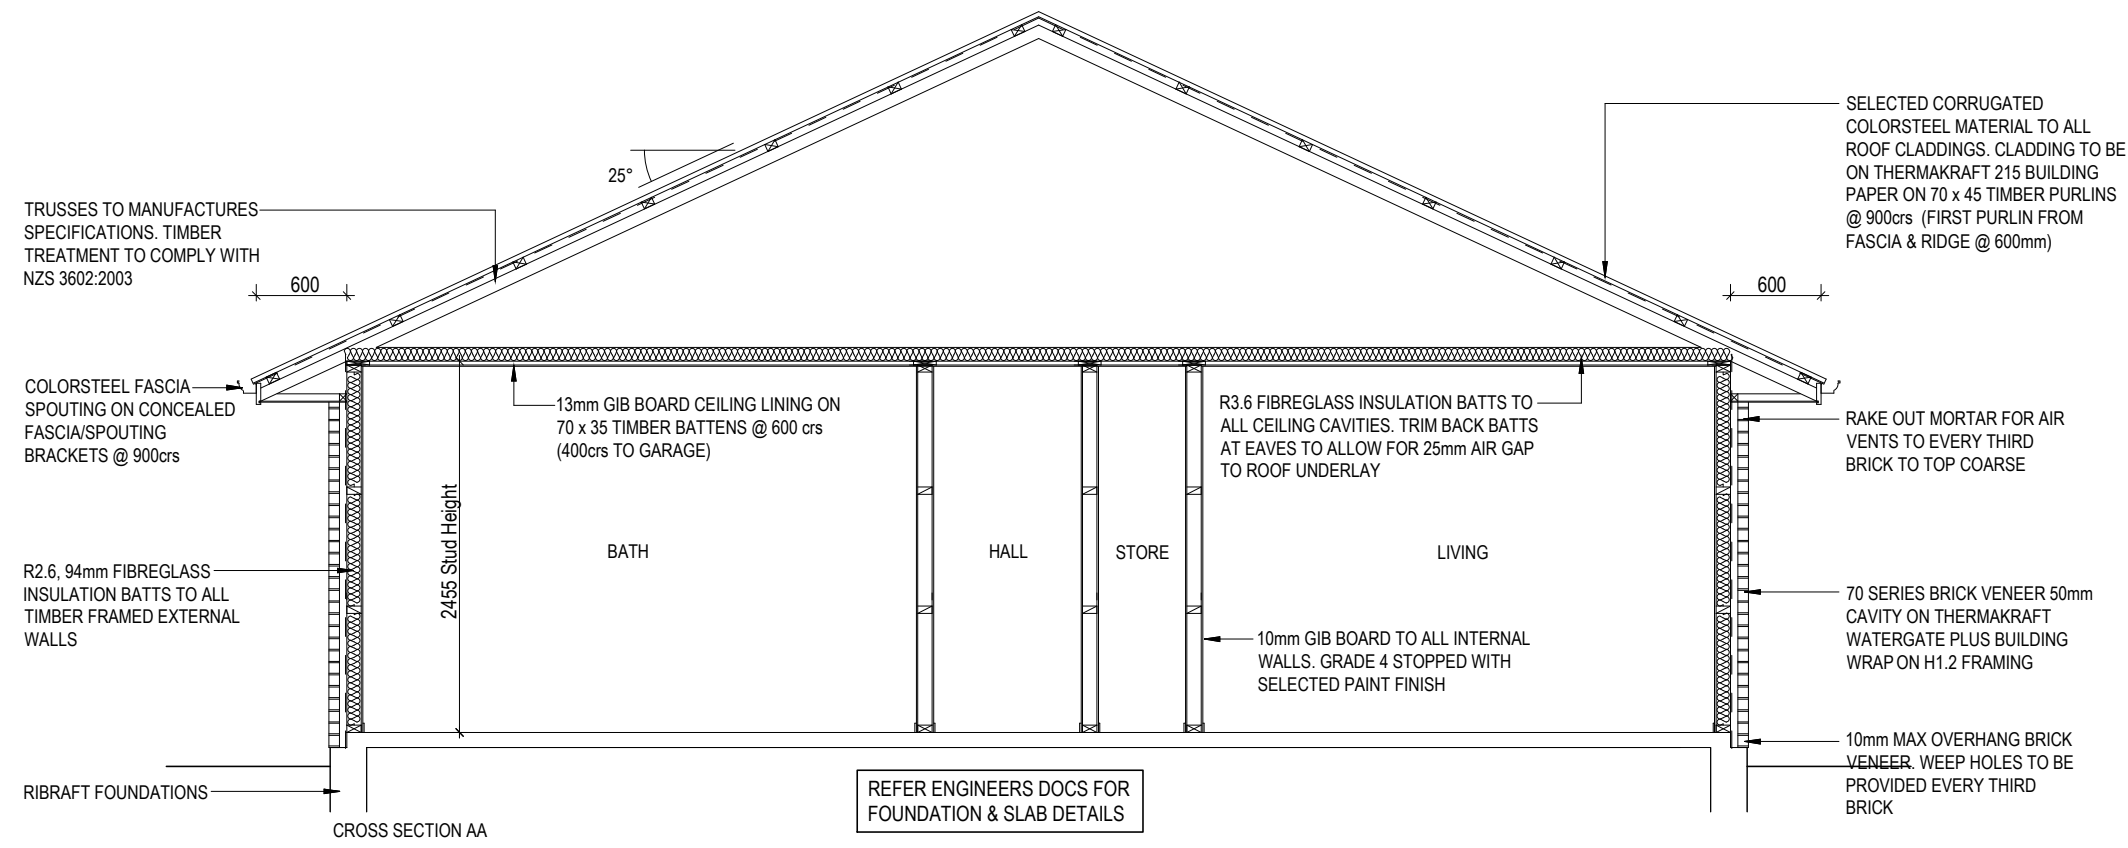 25°
TRUSSES TO MANUFACTURES
SPECIFICATIONS. TIMBER
TREATMENT TO COMPLY WITH
NZS 3602:2003
600
SELECTED CORRUGATED
COLORSTEEL MATERIAL TO ALL
ROOF CLADDINGS. CLADDING TO BE
ON THERMAKRAFT 215 BUILDING
PAPER ON 70 x 45 TIMBER PURLINS
@ 900crs (FIRST PURLIN FROM
FASCIA & RIDGE @ 600mm)
600
COLORSTEEL FASCIA
SPOUTING ON CONCEALED
FASCIA/SPOUTING
BRACKETS @ 900crs
13mm GIB BOARD CEILING LINING ON
70 x 35 TIMBER BATTENS @ 600 crs
(400crs TO GARAGE)
R3.6 FIBREGLASS INSULATION BATTS TO
ALL CEILING CAVITIES. TRIM BACK BATTS
AT EAVES TO ALLOW FOR 25mm AIR GAP
TO ROOF UNDERLAY
RAKE OUT MORTAR FOR AIR
VENTS TO EVERY THIRD
BRICK TO TOP COARSE
2455 Stud Height
BATH
HALL
STORE
LIVING
R2.6, 94mm FIBREGLASS
INSULATION BATTS TO ALL
TIMBER FRAMED EXTERNAL
WALLS
10mm GIB BOARD TO ALL INTERNAL
WALLS. GRADE 4 STOPPED WITH
SELECTED PAINT FINISH
70 SERIES BRICK VENEER 50mm
CAVITY ON THERMAKRAFT
WATERGATE PLUS BUILDING
WRAP ON H1.2 FRAMING
10mm MAX OVERHANG BRICK
VENEER. WEEP HOLES TO BE
PROVIDED EVERY THIRD
BRICK
RIBRAFT FOUNDATIONS
REFER ENGINEERS DOCS FOR
FOUNDATION & SLAB DETAILS
CROSS SECTION AA